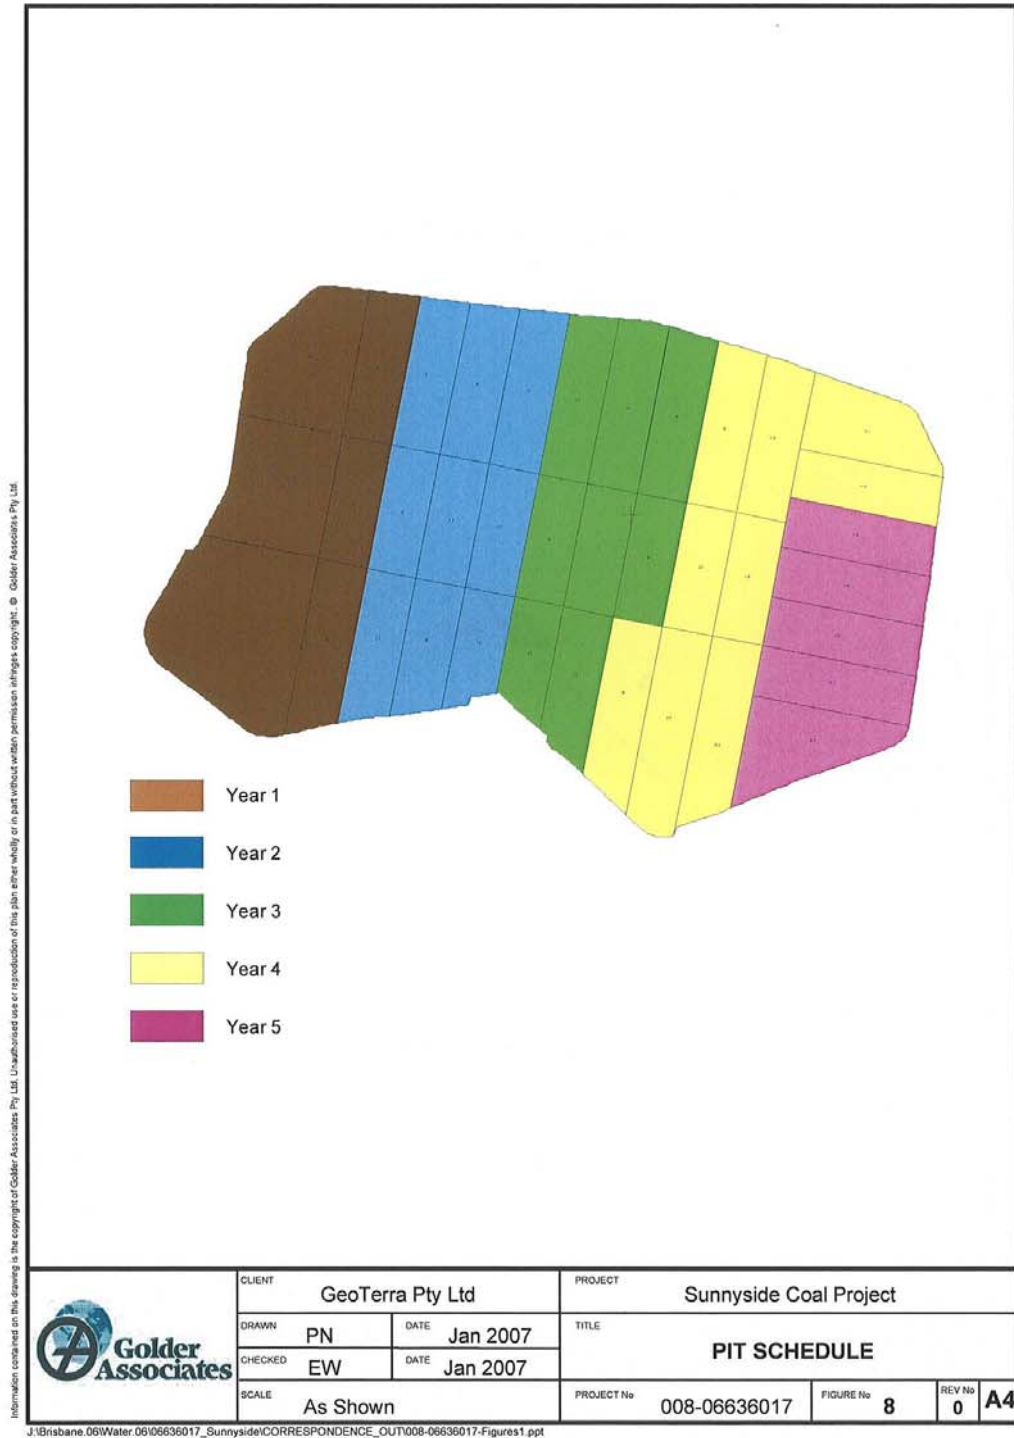 Year 1
Year 2
Year 3
Year 4
Year 5
Information contained on this drawing is the copyright of Golder Associates Pty Ltd. Unauthorised use or reproduction of this plan either wholly or in part without written permission infringes copyright. © Golder Associates Pty Ltd.
Golder
Associates
CLIENT
GeoTerra Pty Ltd
PROJECT
Sunnyside Coal Project
DRAWN
PN
DATE
Jan 2007
TITLE
PIT SCHEDULE
CHECKED
EW
DATE
Jan 2007
SCALE
As Shown
PROJECT No
008-06636017
FIGURE No
8
REV No
0
A4
J:\Brisbane.06\Water.06\06636017_Sunnyside\CORRESPONDENCE_OUT\008-06636017-Figures1.ppt